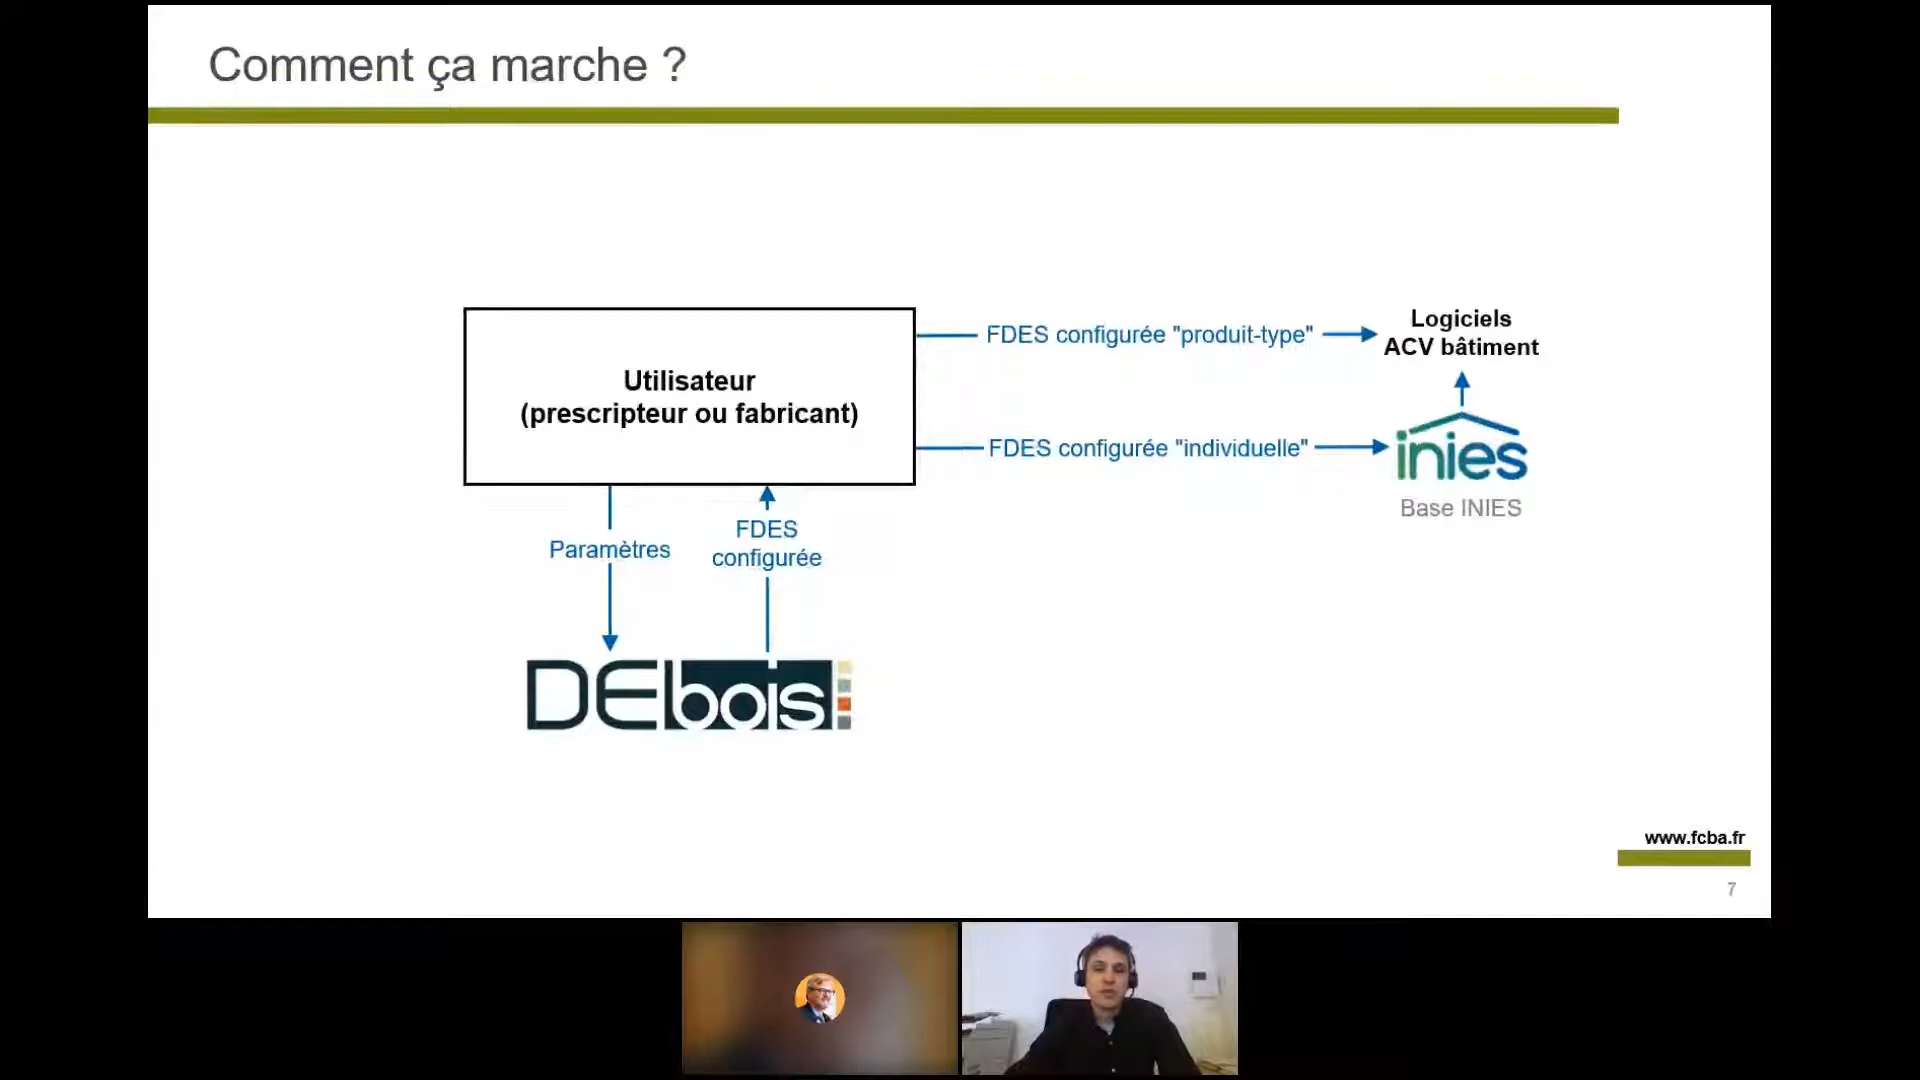 Comment ça marche ?
Utilisateur
(prescripteur ou fabricant)
FDES configurée "produit-type"
Logiciels
ACV bâtiment
FDES configurée "individuelle"
inies
Base INIES
Paramètres
FDES
configurée
DEbois
www.fcba.fr
7